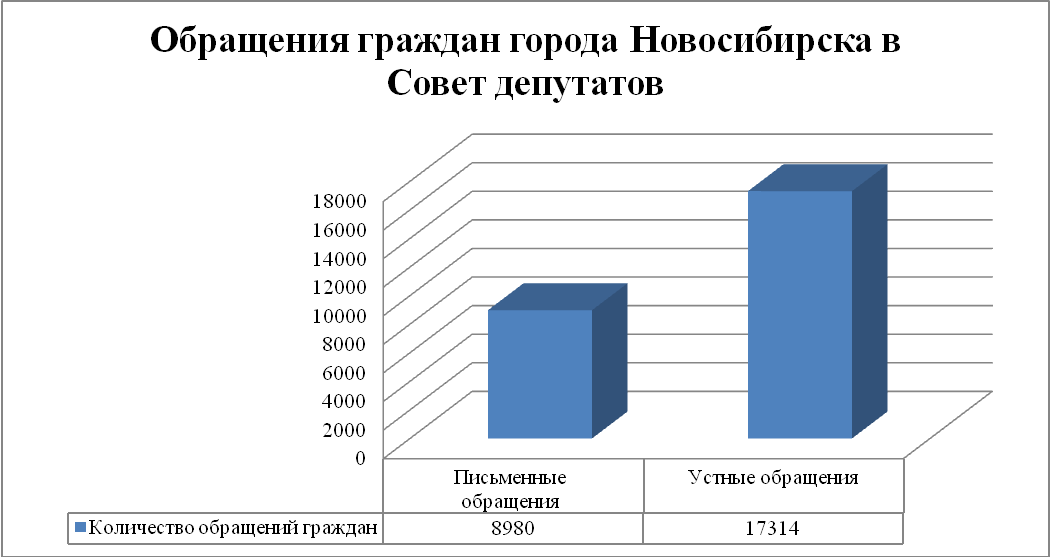 Обращения граждан города Новосибирска в
Совет депутатов
18000
16000
14000
12000
10000
8000
6000
4000
2000
0
Письменные
обращения
Устные обращения
Количество обращений граждан 8980 17314